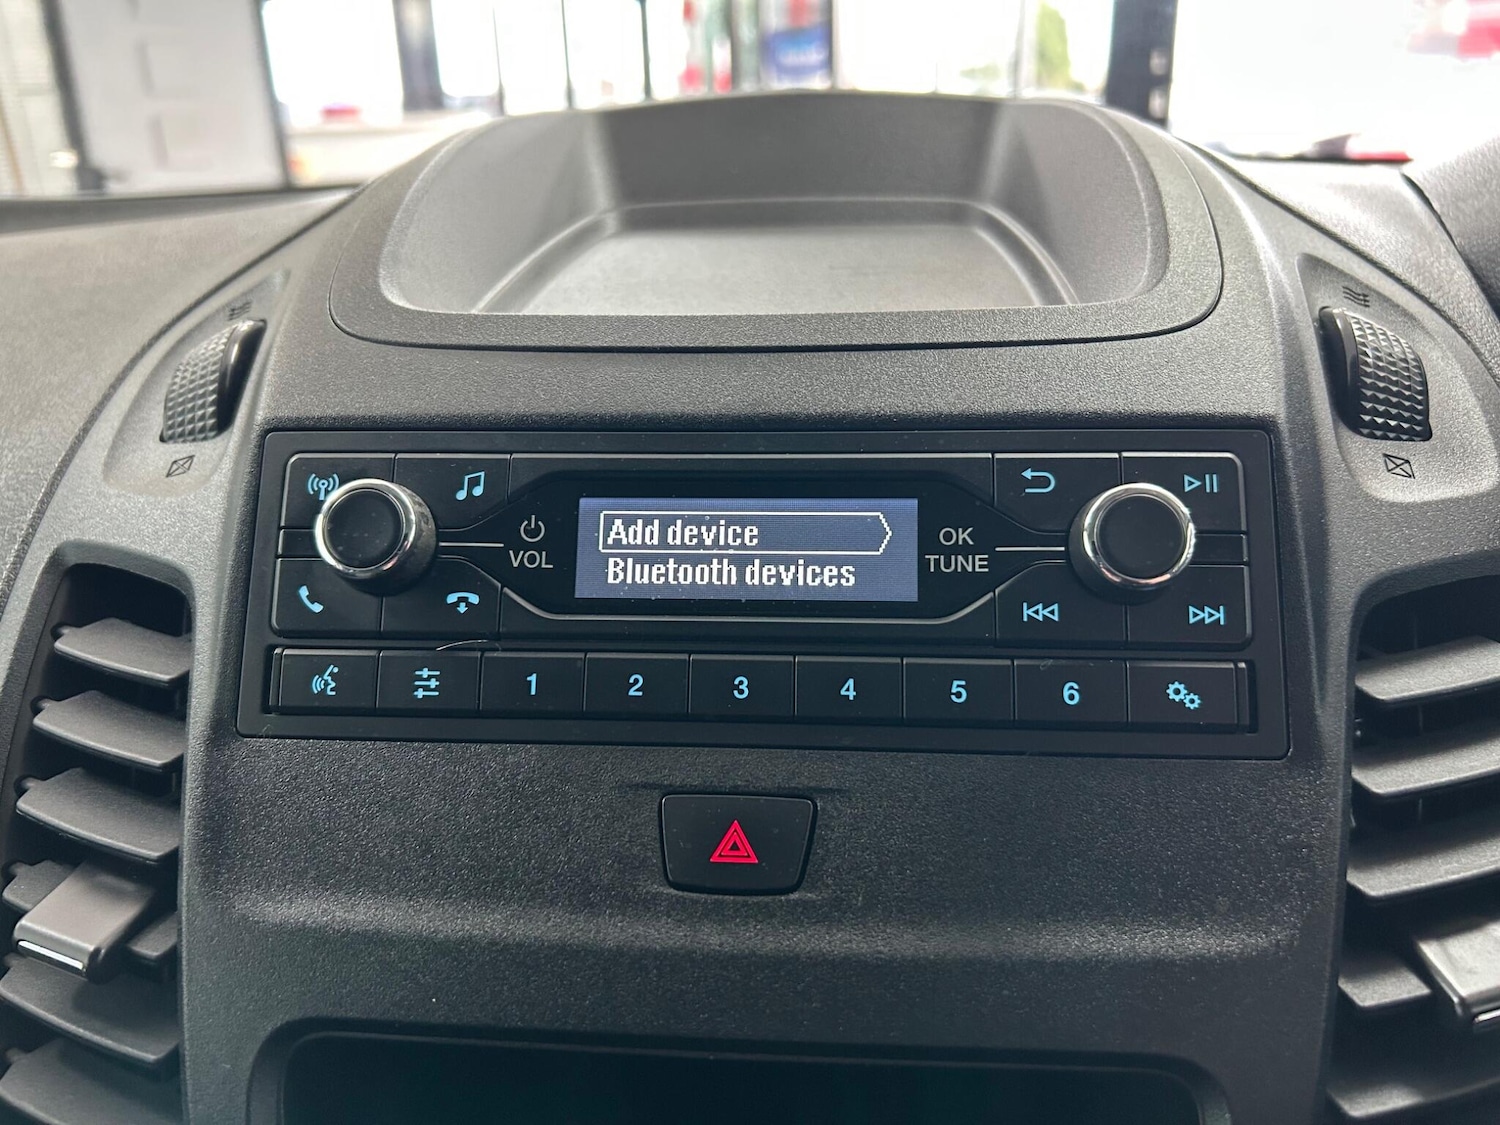 Add device
Bluetooth devices
VOL
OK
TUNE
1 2 3 4 5 6